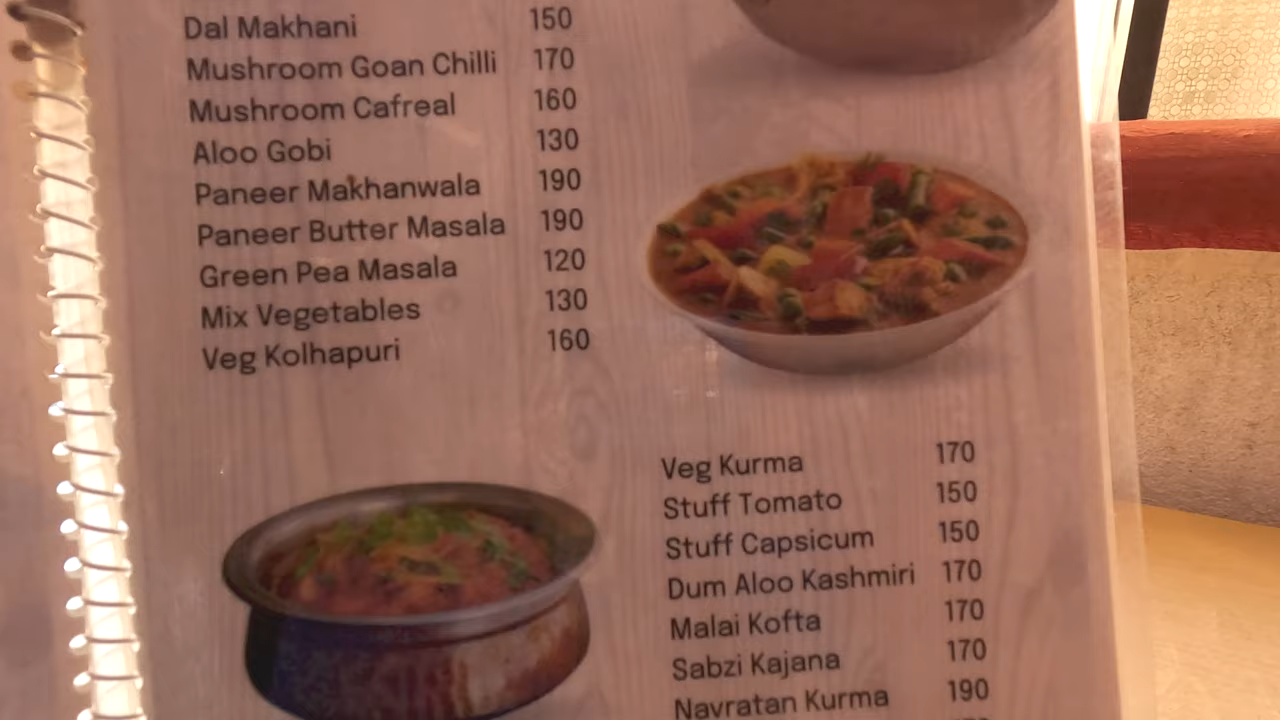 Dal Makhani 150
Mushroom Goan Chilli 170
Mushroom Cafreal 160
Aloo Gobi 130
Paneer Makhanwala 190
Paneer Butter Masala 190
Green Pea Masala 120
Mix Vegetables 130
Veg Kolhapuri 160
Veg Kurma 170
Stuff Tomato 150
Stuff Capsicum 150
Dum Aloo Kashmiri 170
Malai Kofta 170
Sabzi Kajana 170
Navratan Kurma 190